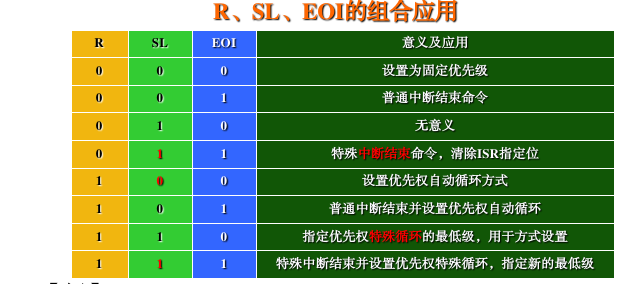 R、SL、EOI的组合应用
R SL EOI 意义及应用
0 0 0 设置为固定优先级
0 0 1 普通中断结束命令
0 1 0 无意义
0 1 1 特殊中断结束命令，清除ISR指定位
1 0 0 设置优先权自动循环方式
1 0 1 普通中断结束并设置优先权自动循环
1 1 0 指定优先权特殊循环的最低级，用于方式设置
1 1 1 特殊中断结束并设置优先权特殊循环，指定新的最低级